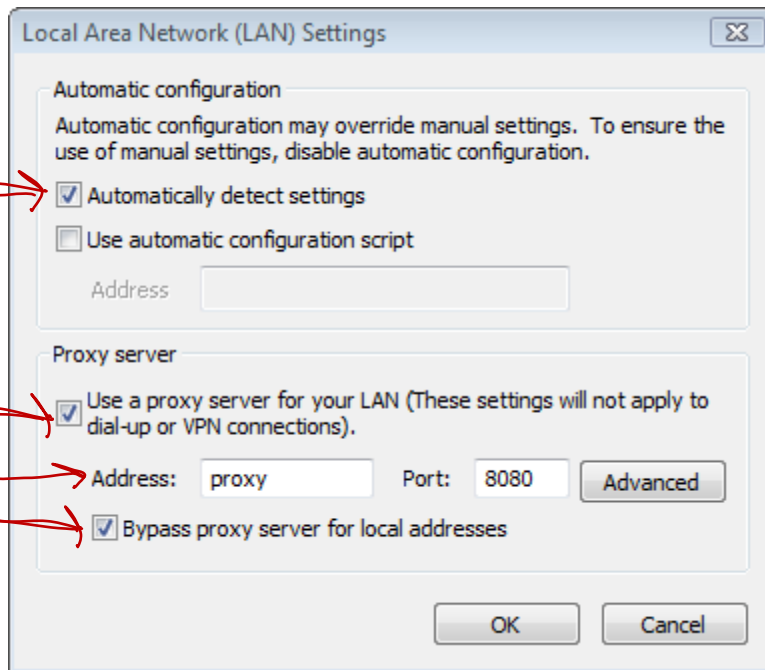 Local Area Network (LAN) Settings
Automatic configuration
Automatic configuration may override manual settings. To ensure the
use of manual settings, disable automatic configuration.
Automatically detect settings
Use automatic configuration script
Address
Proxy server
Use a proxy server for your LAN (These settings will not apply to
dial-up or VPN connections).
Address: proxy Port: 8080 Advanced
Bypass proxy server for local addresses
OK Cancel